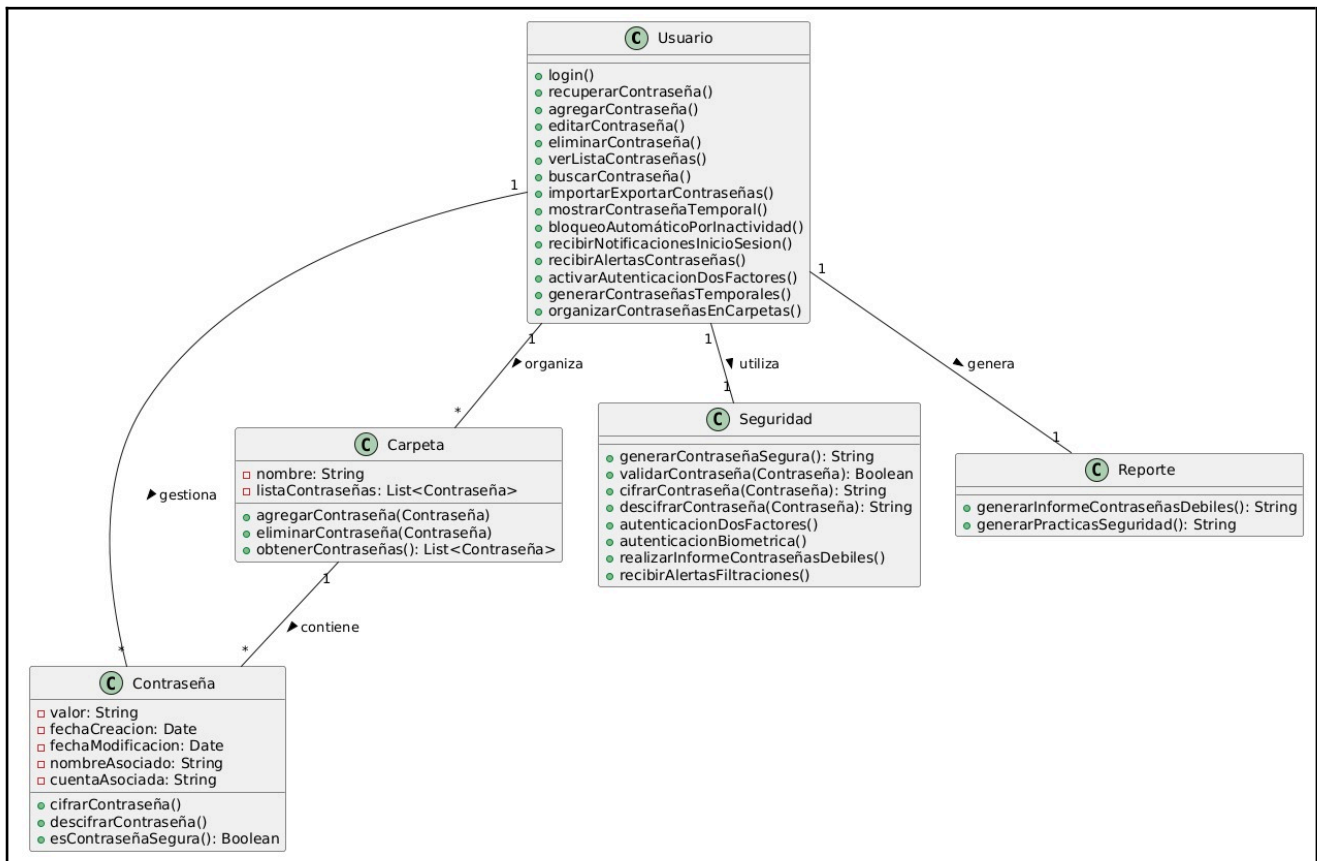 C Usuario
login()
recuperarContraseña()
agregarContraseña()
editarContraseña()
eliminarContraseña()
verListaContraseñas()
buscarContraseña()
importarExportarContraseñas()
mostrarContraseñaTemporal()
bloqueoAutomáticoPorInactividad()
recibirNotificacionesInicioSesion()
recibirAlertasContraseñas()
activarAutenticacionDosFactores()
generarContraseñasTemporales()
organizarContraseñasEnCarpetas()
1
1
1
1
organiza
utiliza
genera
*
1
1
C Carpeta
nombre: String
listaContraseñas: List<Contraseña>
agregarContraseña(Contraseña)
eliminarContraseña(Contraseña)
obtenerContraseñas(): List<Contraseña>
C Seguridad
generarContraseñaSegura(): String
validarContraseña(Contraseña): Boolean
cifrarContraseña(Contraseña): String
descifrarContraseña(Contraseña): String
autenticacionDosFactores()
autenticacionBiometrica()
realizarInformeContraseñasDebiles()
recibirAlertasFiltraciones()
C Reporte
generarInformeContraseñasDebiles(): String
generarPracticasSeguridad(): String
gestiona
1
contiene
*
*
C Contraseña
valor: String
fechaCreacion: Date
fechaModificacion: Date
nombreAsociado: String
cuentaAsociada: String
cifrarContraseña()
descifrarContraseña()
esContraseñaSegura(): Boolean